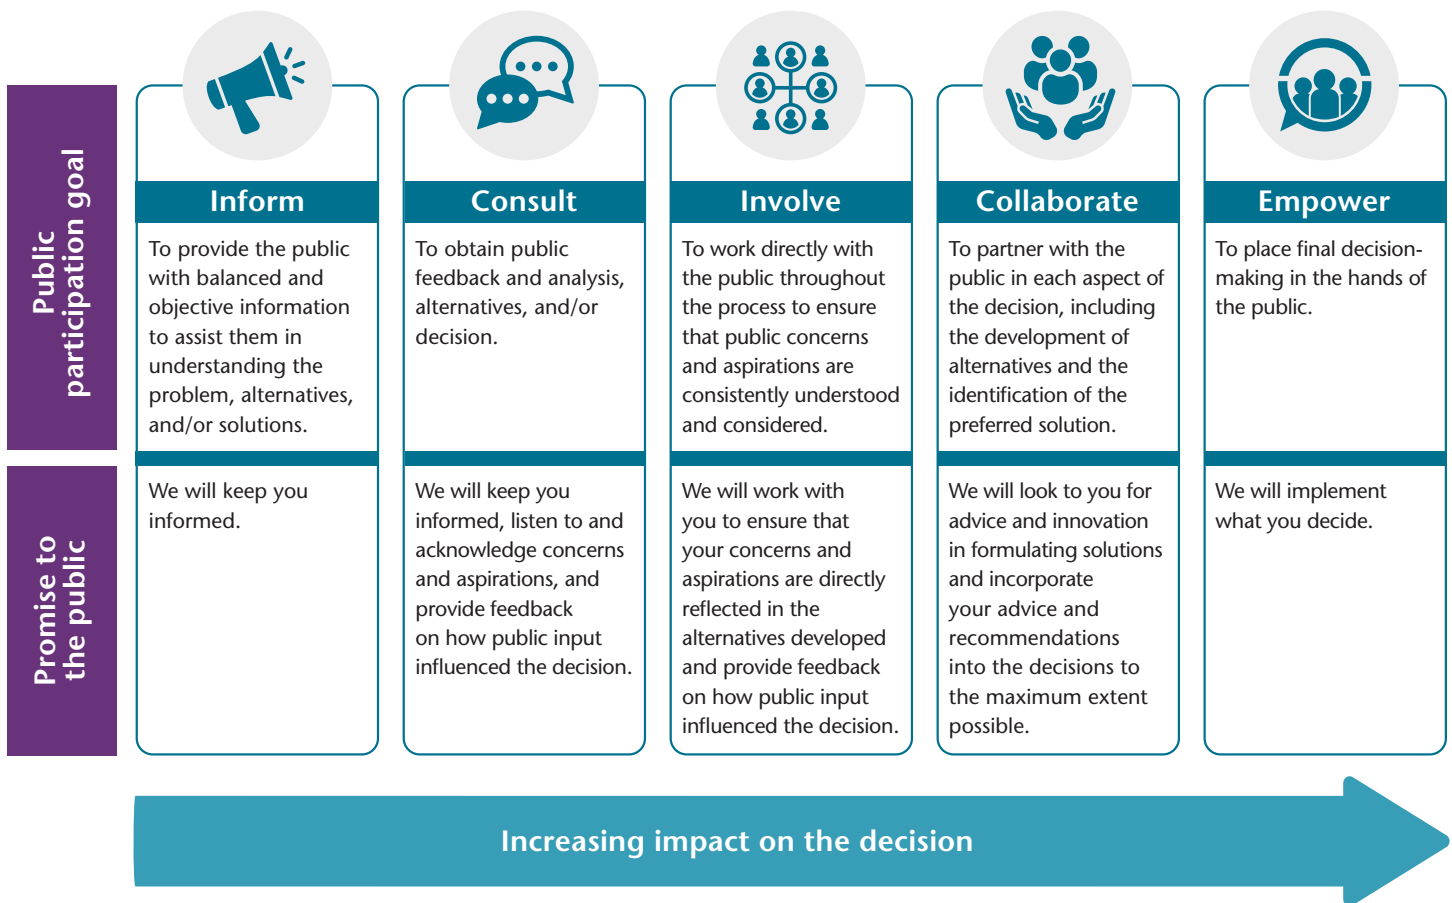 Public
participation goal
Inform
To provide the public
with balanced and
objective information
to assist them in
understanding the
problem, alternatives,
and/or solutions.
Consult
To obtain public
feedback and analysis,
alternatives, and/or
decision.
Involve
To work directly with
the public throughout
the process to ensure
that public concerns
and aspirations are
consistently understood
and considered.
Collaborate
To partner with the
public in each aspect of
the decision, including
the development of
alternatives and the
identification of the
preferred solution.
Empower
To place final decision-
making in the hands of
the public.
Promise to
the public
We will keep you
informed.
We will keep you
informed, listen to and
acknowledge concerns
and aspirations, and
provide feedback
on how public input
influenced the decision.
We will work with
you to ensure that
your concerns and
aspirations are directly
reflected in the
alternatives developed
and provide feedback
on how public input
influenced the decision.
We will look to you for
advice and innovation
in formulating solutions
and incorporate
your advice and
recommendations
into the decisions to
the maximum extent
possible.
We will implement
what you decide.
Increasing impact on the decision